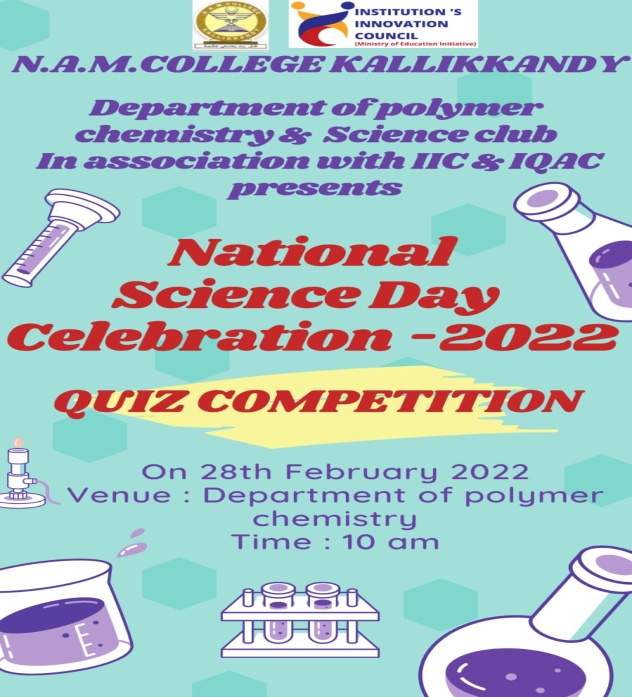 INSTITUTION 'S
INNOVATION
COUNCIL
(Ministry of Education Initiative)
N.A.M.COLLEGE KALLIKKANDY
Department of polymer
chemistry & Science club
In association with IIC & IQAC
presents
National
Science Day
Celebration -2022
QUIZ COMPETITION
On 28th February 2022
Venue : Department of polymer
chemistry
Time : 10 am